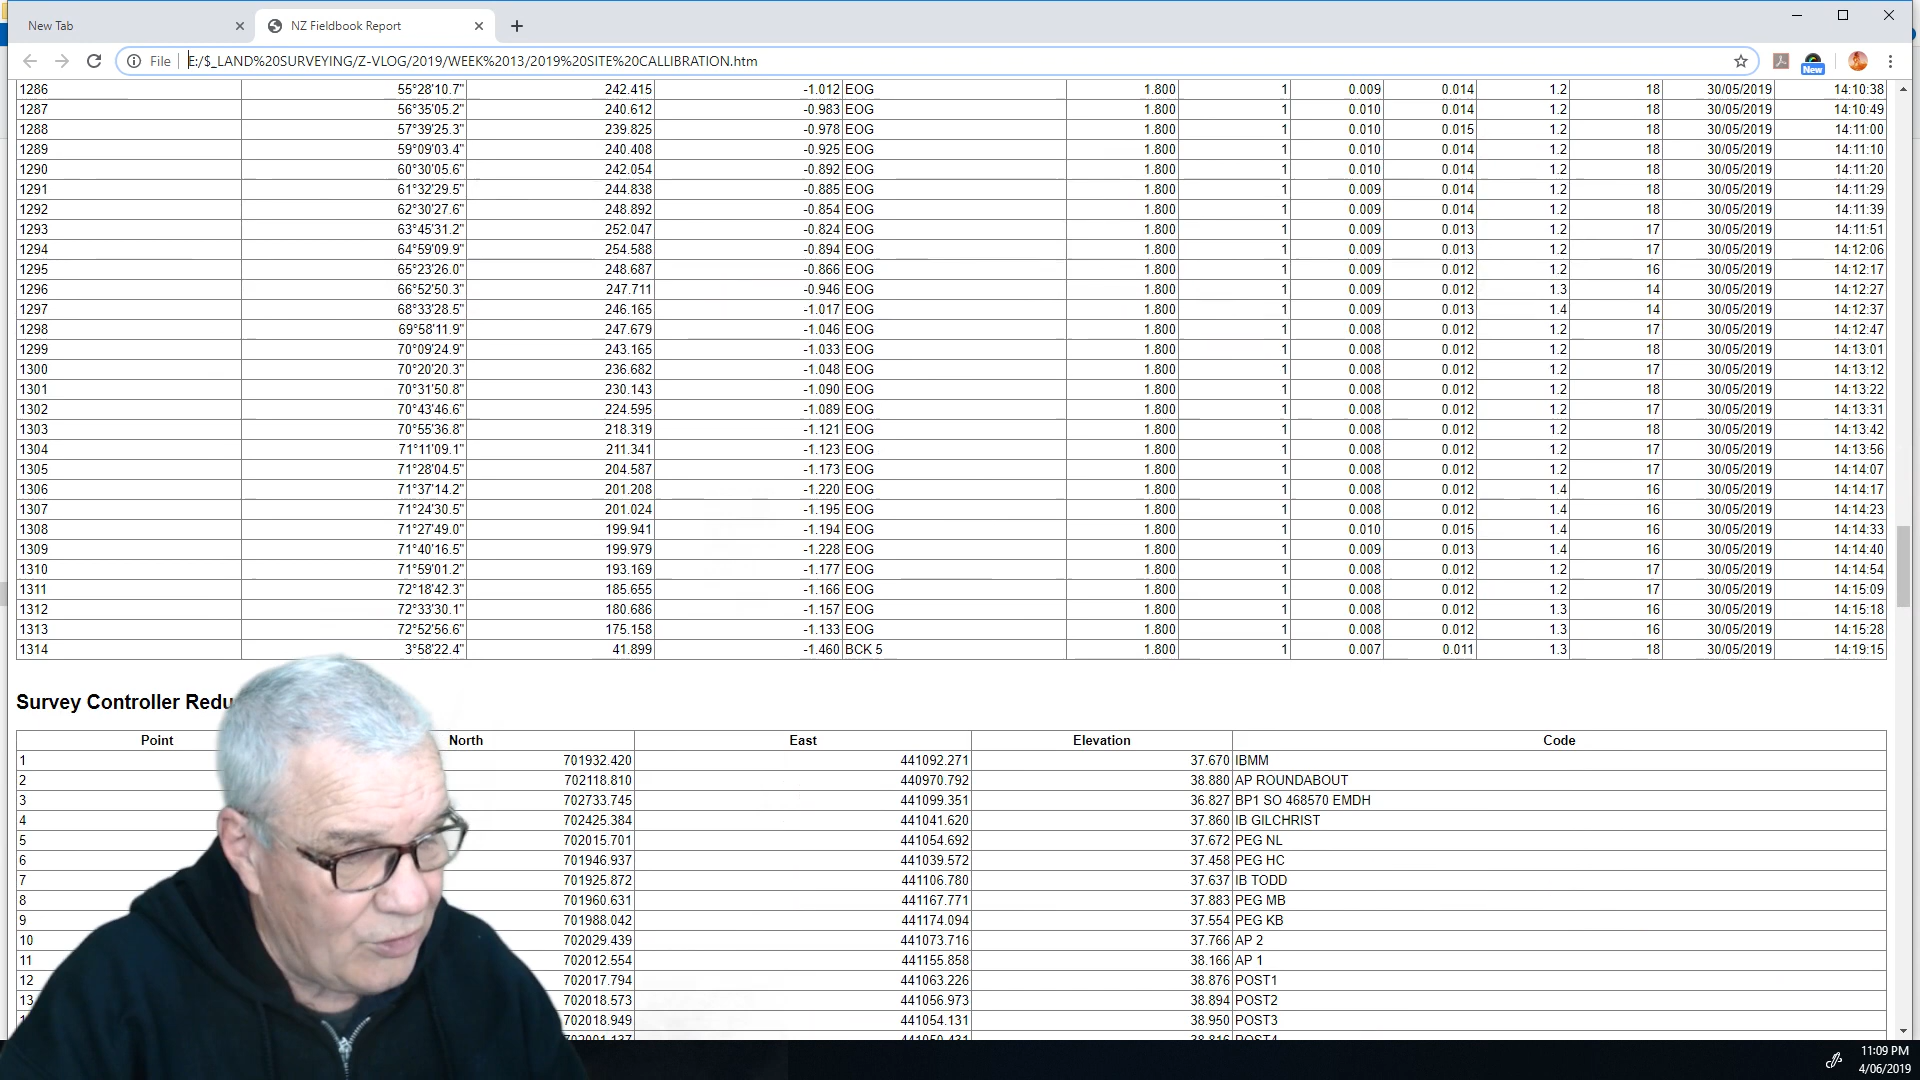 New Tab
NZ Fieldbook Report
File E:/$_LAND%20SURVEYING/Z-VLOG/2019/WEEK%2013/2019%20SITE%20CALLIBRATION.htm
New
1286 55°28'10.7" 242.415 -1.012 EOG 1.800 1 0.009 0.014 1.2 18 30/05/2019 14:10:38
1287 56°35'05.2" 240.612 -0.983 EOG 1.800 1 0.010 0.014 1.2 18 30/05/2019 14:10:49
1288 57°39'25.3" 239.825 -0.978 EOG 1.800 1 0.010 0.015 1.2 18 30/05/2019 14:11:00
1289 59°09'03.4" 240.408 -0.925 EOG 1.800 1 0.010 0.014 1.2 18 30/05/2019 14:11:10
1290 60°30'05.6" 242.054 -0.892 EOG 1.800 1 0.010 0.014 1.2 18 30/05/2019 14:11:20
1291 61°32'29.5" 244.838 -0.885 EOG 1.800 1 0.009 0.014 1.2 18 30/05/2019 14:11:29
1292 62°30'27.6" 248.892 -0.854 EOG 1.800 1 0.009 0.014 1.2 18 30/05/2019 14:11:39
1293 63°45'31.2" 252.047 -0.824 EOG 1.800 1 0.009 0.013 1.2 17 30/05/2019 14:11:51
1294 64°59'09.9" 254.588 -0.894 EOG 1.800 1 0.009 0.013 1.2 17 30/05/2019 14:12:06
1295 65°23'26.0" 248.687 -0.866 EOG 1.800 1 0.009 0.012 1.2 16 30/05/2019 14:12:17
1296 66°52'50.3" 247.711 -0.946 EOG 1.800 1 0.009 0.012 1.3 14 30/05/2019 14:12:27
1297 68°33'28.5" 246.165 -1.017 EOG 1.800 1 0.009 0.013 1.4 14 30/05/2019 14:12:37
1298 69°58'11.9" 247.679 -1.046 EOG 1.800 1 0.008 0.012 1.2 17 30/05/2019 14:12:47
1299 70°09'24.9" 243.165 -1.033 EOG 1.800 1 0.008 0.012 1.2 18 30/05/2019 14:13:01
1300 70°20'20.3" 236.682 -1.048 EOG 1.800 1 0.008 0.012 1.2 17 30/05/2019 14:13:12
1301 70°31'50.8" 230.143 -1.090 EOG 1.800 1 0.008 0.012 1.2 18 30/05/2019 14:13:22
1302 70°43'46.6" 224.595 -1.089 EOG 1.800 1 0.008 0.012 1.2 17 30/05/2019 14:13:31
1303 70°55'36.8" 218.319 -1.121 EOG 1.800 1 0.008 0.012 1.2 18 30/05/2019 14:13:42
1304 71°11'09.1" 211.341 -1.123 EOG 1.800 1 0.008 0.012 1.2 17 30/05/2019 14:13:56
1305 71°28'04.5" 204.587 -1.173 EOG 1.800 1 0.008 0.012 1.2 17 30/05/2019 14:14:07
1306 71°37'14.2" 201.208 -1.220 EOG 1.800 1 0.008 0.012 1.4 16 30/05/2019 14:14:17
1307 71°24'30.5" 201.024 -1.195 EOG 1.800 1 0.008 0.012 1.4 16 30/05/2019 14:14:23
1308 71°27'49.0" 199.941 -1.194 EOG 1.800 1 0.010 0.015 1.4 16 30/05/2019 14:14:33
1309 71°40'16.5" 199.979 -1.228 EOG 1.800 1 0.009 0.013 1.4 16 30/05/2019 14:14:40
1310 71°59'01.2" 193.169 -1.177 EOG 1.800 1 0.008 0.012 1.2 17 30/05/2019 14:14:54
1311 72°18'42.3" 185.655 -1.166 EOG 1.800 1 0.008 0.012 1.2 17 30/05/2019 14:15:09
1312 72°33'30.1" 180.686 -1.157 EOG 1.800 1 0.008 0.012 1.3 16 30/05/2019 14:15:18
1313 72°52'56.6" 175.158 -1.133 EOG 1.800 1 0.008 0.012 1.3 16 30/05/2019 14:15:28
1314 3°58'22.4" 41.899 -1.460 BCK 5 1.800 1 0.007 0.011 1.3 18 30/05/2019 14:19:15
Survey Controller Redu
Point North East Elevation Code
1 701932.420 441092.271 37.670 IBMM
2 702118.810 440970.792 38.880 AP ROUNDABOUT
3 702733.745 441099.351 36.827 BP1 SO 468570 EMDH
4 702425.384 441041.620 37.860 IB GILCHRIST
5 702015.701 441054.692 37.672 PEG NL
6 701946.937 441039.572 37.458 PEG HC
7 701925.872 441106.780 37.637 IB TODD
8 701960.631 441167.771 37.883 PEG MB
9 701988.042 441174.094 37.554 PEG KB
10 702029.439 441073.716 37.766 AP 2
11 702012.554 441155.858 38.166 AP 1
12 702017.794 441063.226 38.876 POST1
13 702018.573 441056.973 38.894 POST2
702018.949 441054.131 38.950 POST3
702001.137 441050.431 38.816 POST4
11:09 PM
4/06/2019